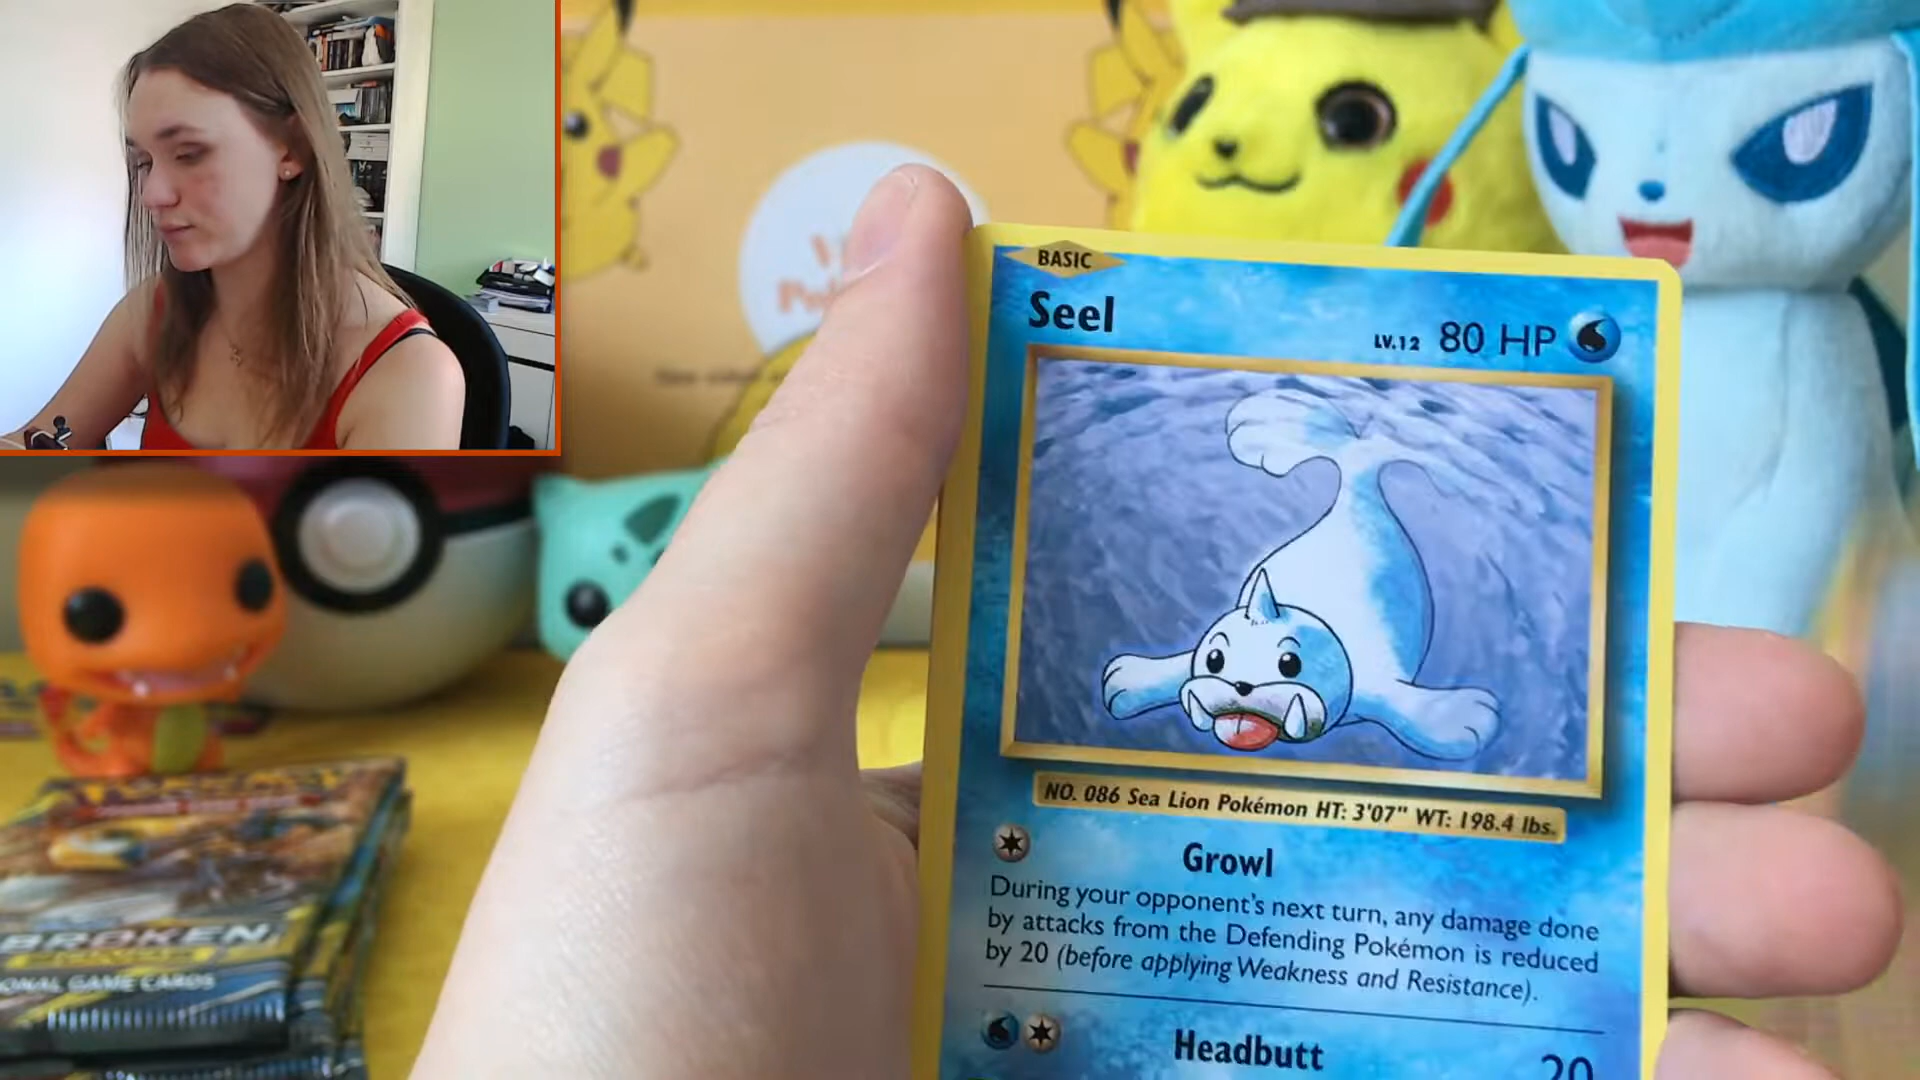 BASIC
Seel
LV.12 80 HP
NO. 086 Sea Lion Pokémon HT: 3'07" WT: 198.4 lbs.
Growl
During your opponent's next turn, any damage done
by attacks from the Defending Pokémon is reduced
by 20 (before applying Weakness and Resistance).
Headbutt 20
BROKEN
GAME CARDS